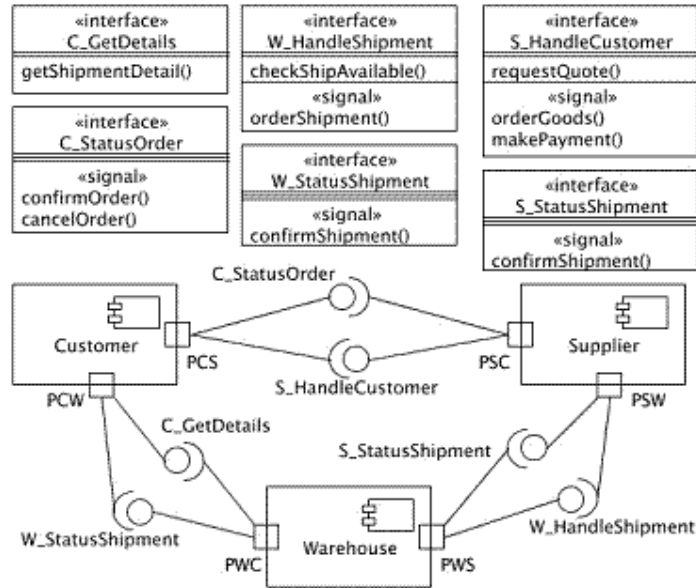 «interface»
C_GetDetails
getShipmentDetail()
«interface»
W_HandleShipment
checkShipAvailable()
«signal»
orderShipment()
«interface»
S_HandleCustomer
requestQuote()
«signal»
orderGoods()
makePayment()
«interface»
C_StatusOrder
«signal»
confirmOrder()
cancelOrder()
«interface»
W_StatusShipment
«signal»
confirmShipment()
«interface»
S_StatusShipment
«signal»
confirmShipment()
C_StatusOrder
Customer
Supplier
PCS
PSC
S_HandleCustomer
PCW
PSW
C_GetDetails
S_StatusShipment
W_StatusShipment
W_HandleShipment
Warehouse
PWC
PWS